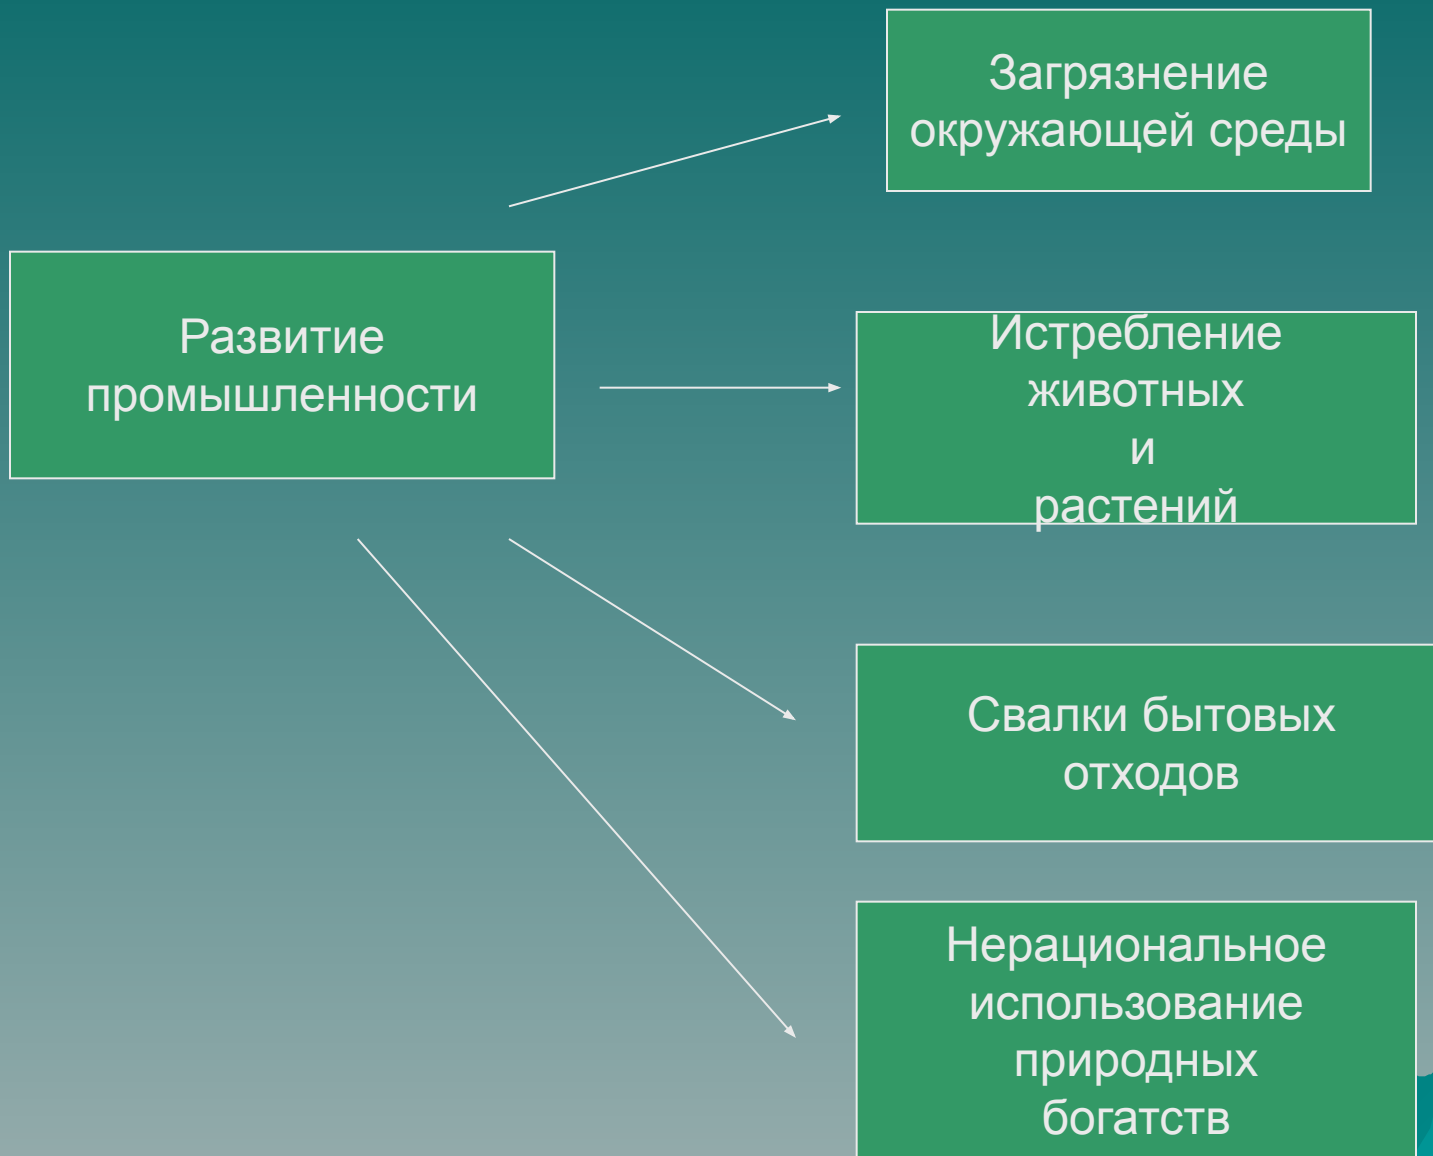 Загрязнение
окружающей среды
Развитие
промышленности
Истребление
животных
и
растений
Свалки бытовых
отходов
Нерациональное
использование
природных
богатств